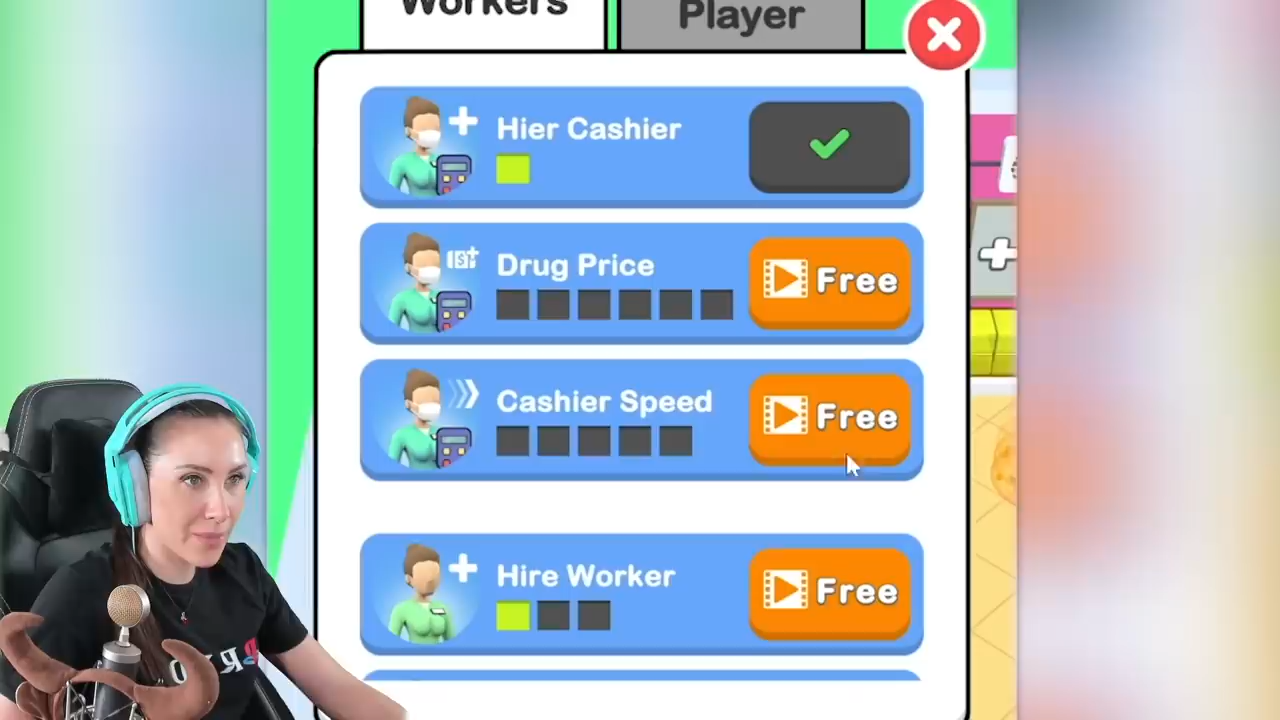 Workers
Player
Hier Cashier
Drug Price
Free
Cashier Speed
Free
Hire Worker
Free